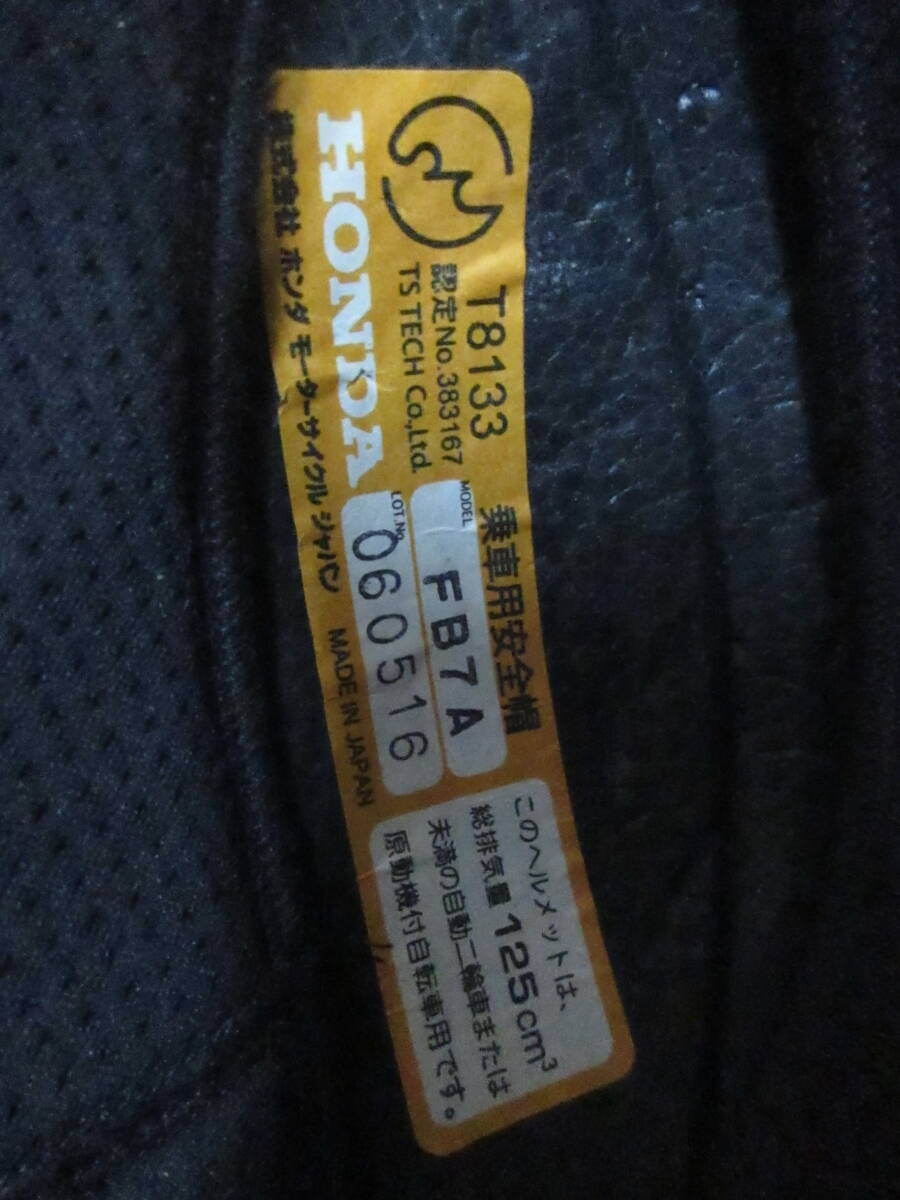 T8133
認定No.383167
TS TECH Co.,Ltd.
HONDA
株式会社 ホンダ モーターサイクル ジャパン
乗車用安全帽
MODEL
FB7A
LOT.No.
060516
MADE IN JAPAN
このヘルメットは、
総排気量125cm³
未満の自動二輪車または
原動機付自転車用です。